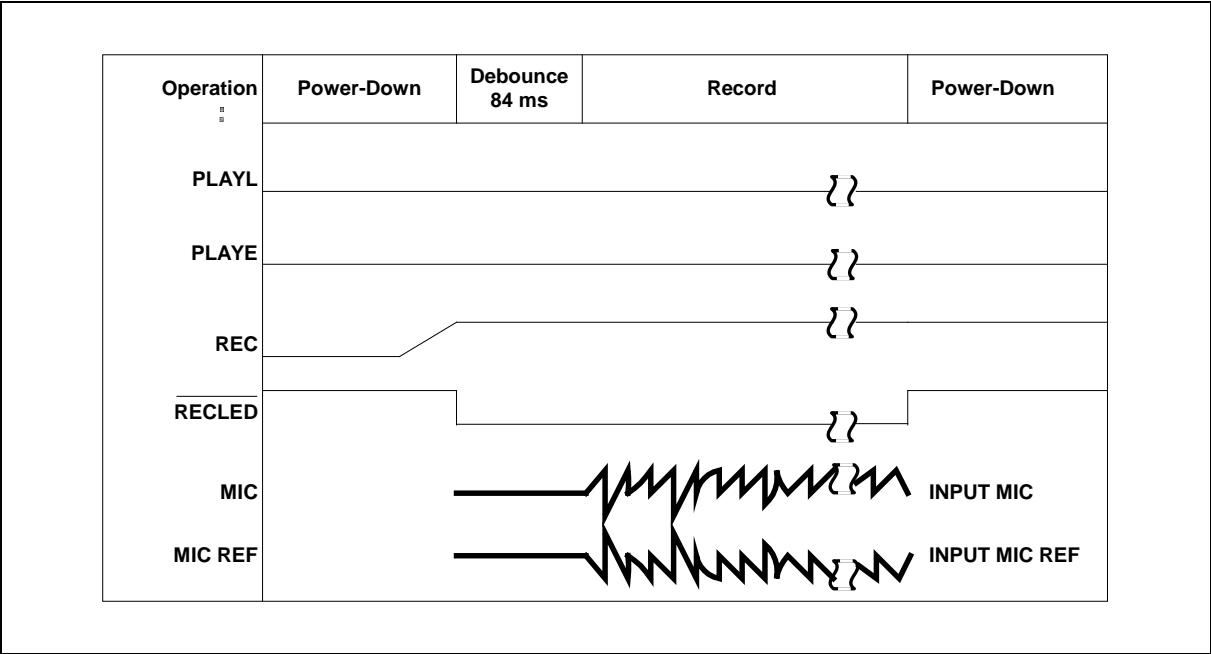 Operation
Power-Down
Debounce
84 ms
Record
Power-Down
PLAYL
PLAYE
REC
RECLED
MIC
INPUT MIC
MIC REF
INPUT MIC REF